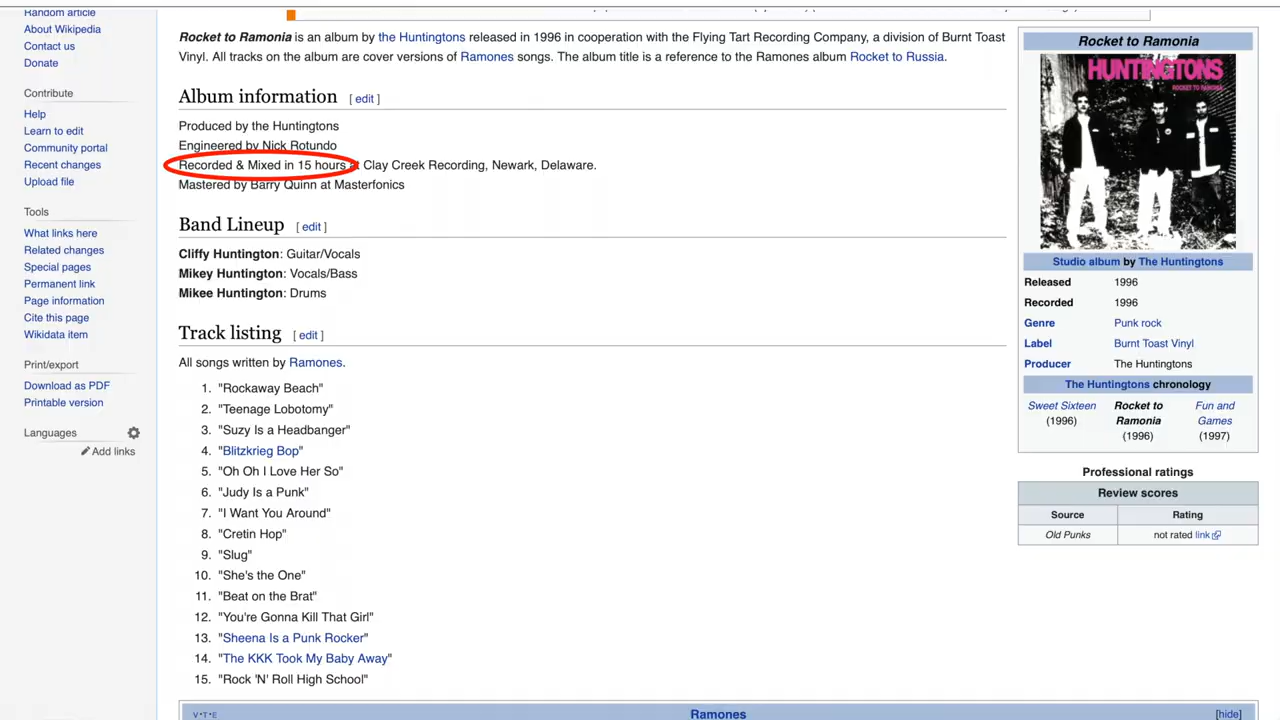 Random article
About Wikipedia
Contact us
Donate
Contribute
Help
Learn to edit
Community portal
Recent changes
Upload file
Tools
What links here
Related changes
Special pages
Permanent link
Page information
Cite this page
Wikidata item
Print/export
Download as PDF
Printable version
Languages
Add links
Rocket to Ramonia is an album by the Huntingtons released in 1996 in cooperation with the Flying Tart Recording Company, a division of Burnt Toast
Vinyl. All tracks on the album are cover versions of Ramones songs. The album title is a reference to the Ramones album Rocket to Russia.
Album information [ edit ]
Produced by the Huntingtons
Engineered by Nick Rotundo
Recorded & Mixed in 15 hours at Clay Creek Recording, Newark, Delaware.
Mastered by Barry Quinn at Masterfonics
Band Lineup [ edit ]
Cliffy Huntington: Guitar/Vocals
Mikey Huntington: Vocals/Bass
Mikee Huntington: Drums
Track listing [ edit ]
All songs written by Ramones.
1. "Rockaway Beach"
2. "Teenage Lobotomy"
3. "Suzy Is a Headbanger"
4. "Blitzkrieg Bop"
5. "Oh Oh I Love Her So"
6. "Judy Is a Punk"
7. "I Want You Around"
8. "Cretin Hop"
9. "Slug"
10. "She's the One"
11. "Beat on the Brat"
12. "You're Gonna Kill That Girl"
13. "Sheena Is a Punk Rocker"
14. "The KKK Took My Baby Away"
15. "Rock 'N' Roll High School"
V·T·E Ramones [hide]
Rocket to Ramonia
HUNTINGTONS
ROCKET TO RAMONIA
Studio album by The Huntingtons
Released 1996
Recorded 1996
Genre Punk rock
Label Burnt Toast Vinyl
Producer The Huntingtons
The Huntingtons chronology
Sweet Sixteen Rocket to Fun and
(1996) Ramonia Games
(1996) (1997)
Professional ratings
Review scores
Source Rating
Old Punks not rated link